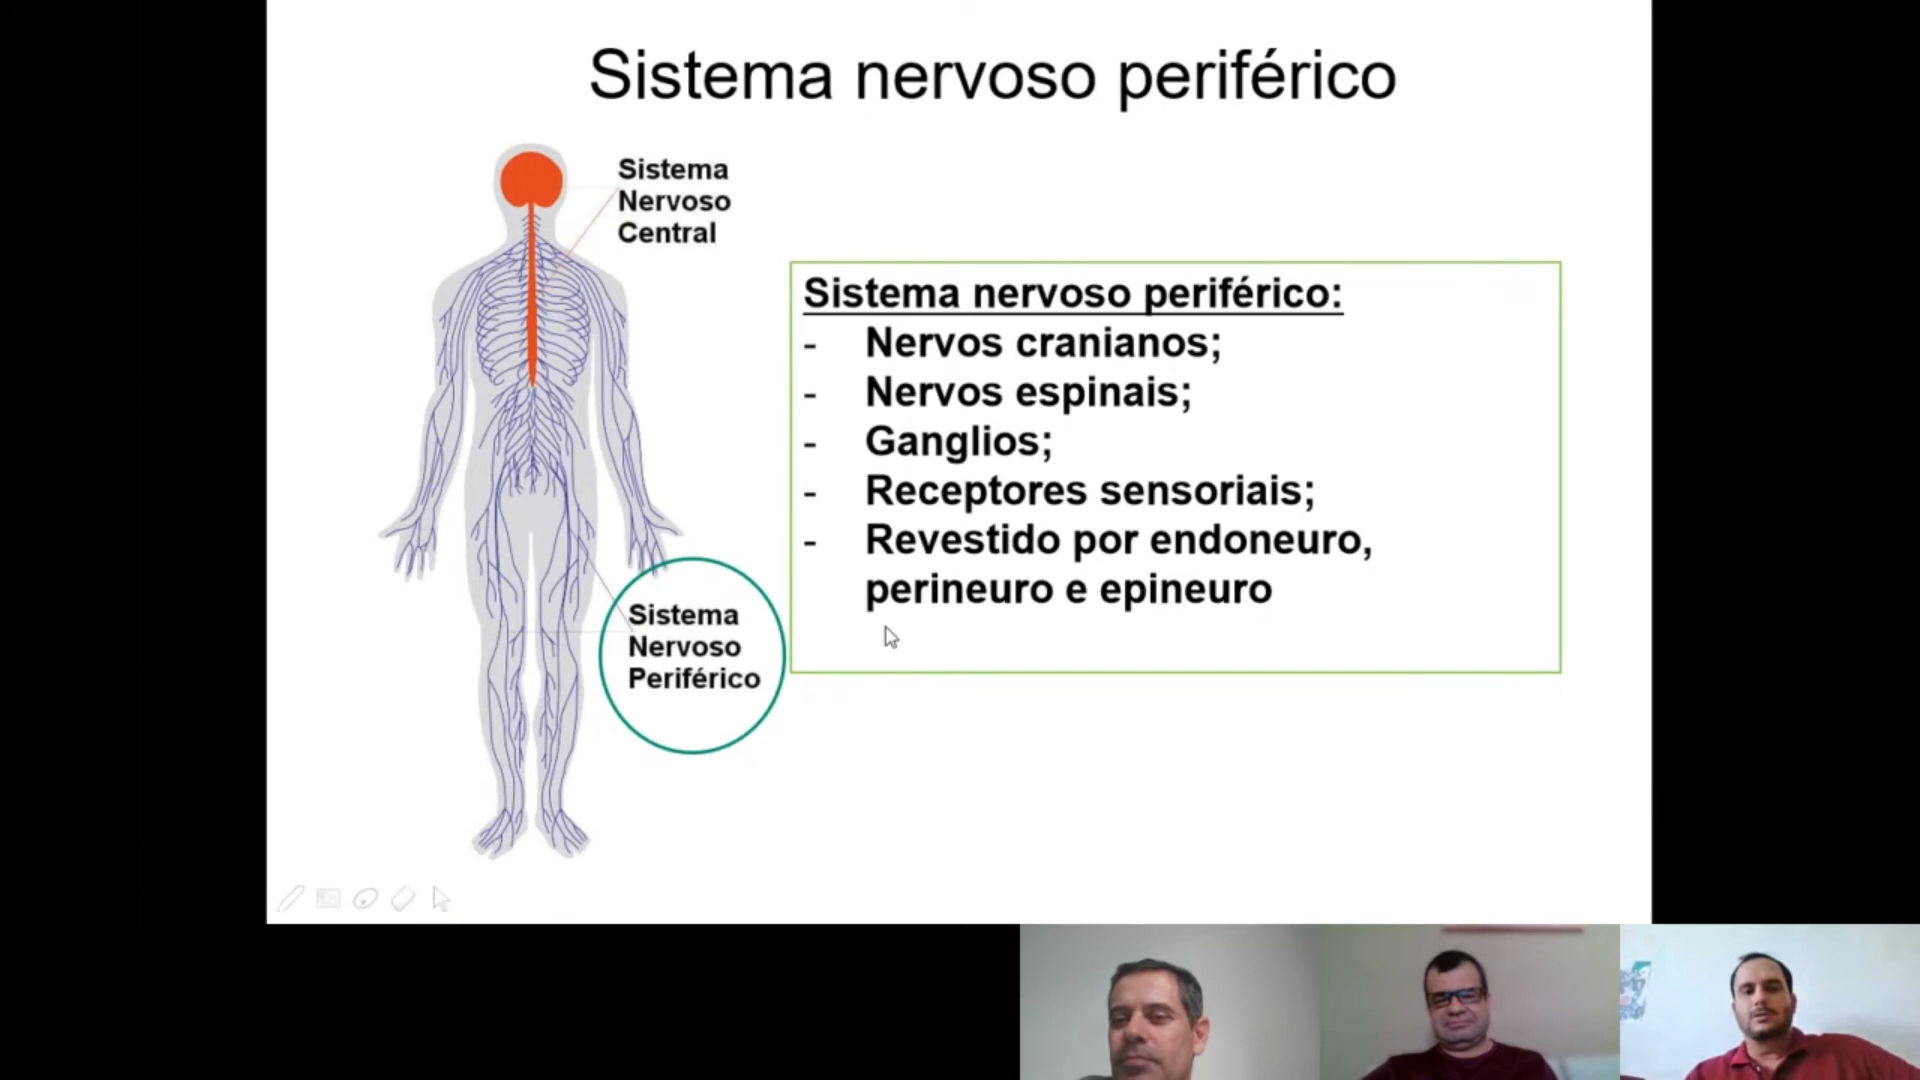 Sistema nervoso periférico
Sistema
Nervoso
Central
Sistema nervoso periférico:
- Nervos cranianos;
- Nervos espinais;
- Ganglios;
- Receptores sensoriais;
- Revestido por endoneuro,
perineuro e epineuro
Sistema
Nervoso
Periférico